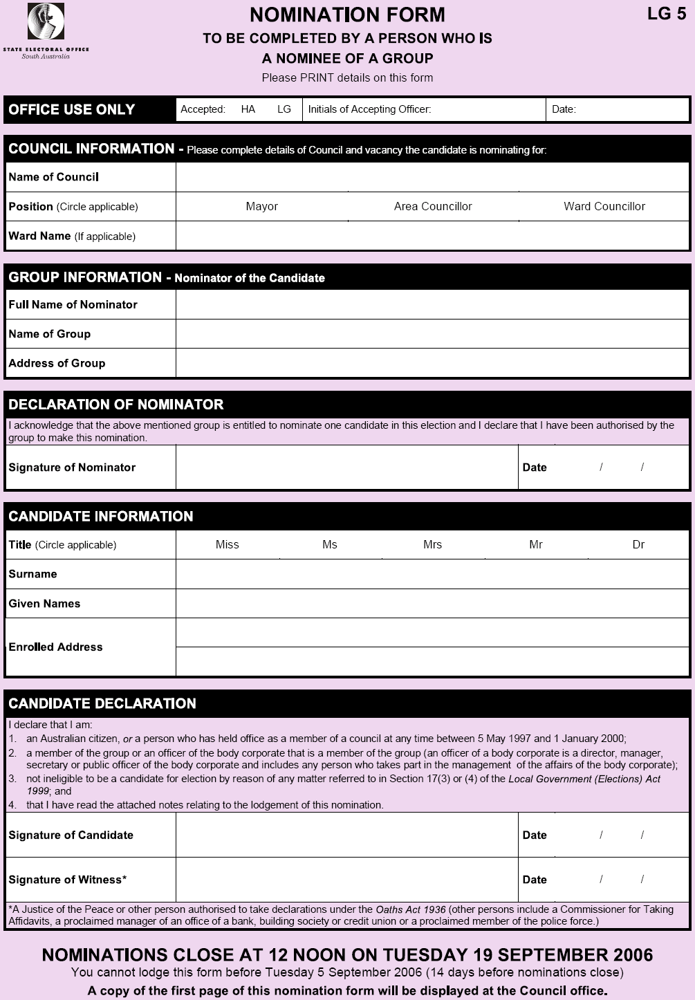 NOMINATION FORM
LG 5
TO BE COMPLETED BY A PERSON WHO IS
A NOMINEE OF A GROUP
Please PRINT details on this form
STATE ELECTORAL OFFICE
South Australia
OFFICE USE ONLY Accepted: HA LG Initials of Accepting Officer: Date:
COUNCIL INFORMATION - Please complete details of Council and vacancy the candidate is nominating for:
Name of Council
Position (Circle applicable) Mayor Area Councillor Ward Councillor
Ward Name (If applicable)
GROUP INFORMATION - Nominator of the Candidate
Full Name of Nominator
Name of Group
Address of Group
DECLARATION OF NOMINATOR
I acknowledge that the above mentioned group is entitled to nominate one candidate in this election and I declare that I have been authorised by the
group to make this nomination.
Signature of Nominator Date / /
CANDIDATE INFORMATION
Title (Circle applicable) Miss Ms Mrs Mr Dr
Surname
Given Names
Enrolled Address
CANDIDATE DECLARATION
I declare that I am:
1. an Australian citizen, or a person who has held office as a member of a council at any time between 5 May 1997 and 1 January 2000;
2. a member of the group or an officer of the body corporate that is a member of the group (an officer of a body corporate is a director, manager,
secretary or public officer of the body corporate and includes any person who takes part in the management of the affairs of the body corporate);
3. not ineligible to be a candidate for election by reason of any matter referred to in Section 17(3) or (4) of the Local Government (Elections) Act
1999; and
4. that I have read the attached notes relating to the lodgement of this nomination.
Signature of Candidate Date / /
Signature of Witness* Date / /
*A Justice of the Peace or other person authorised to take declarations under the Oaths Act 1936 (other persons include a Commissioner for Taking
Affidavits, a proclaimed manager of an office of a bank, building society or credit union or a proclaimed member of the police force.)
NOMINATIONS CLOSE AT 12 NOON ON TUESDAY 19 SEPTEMBER 2006
You cannot lodge this form before Tuesday 5 September 2006 (14 days before nominations close)
A copy of the first page of this nomination form will be displayed at the Council office.